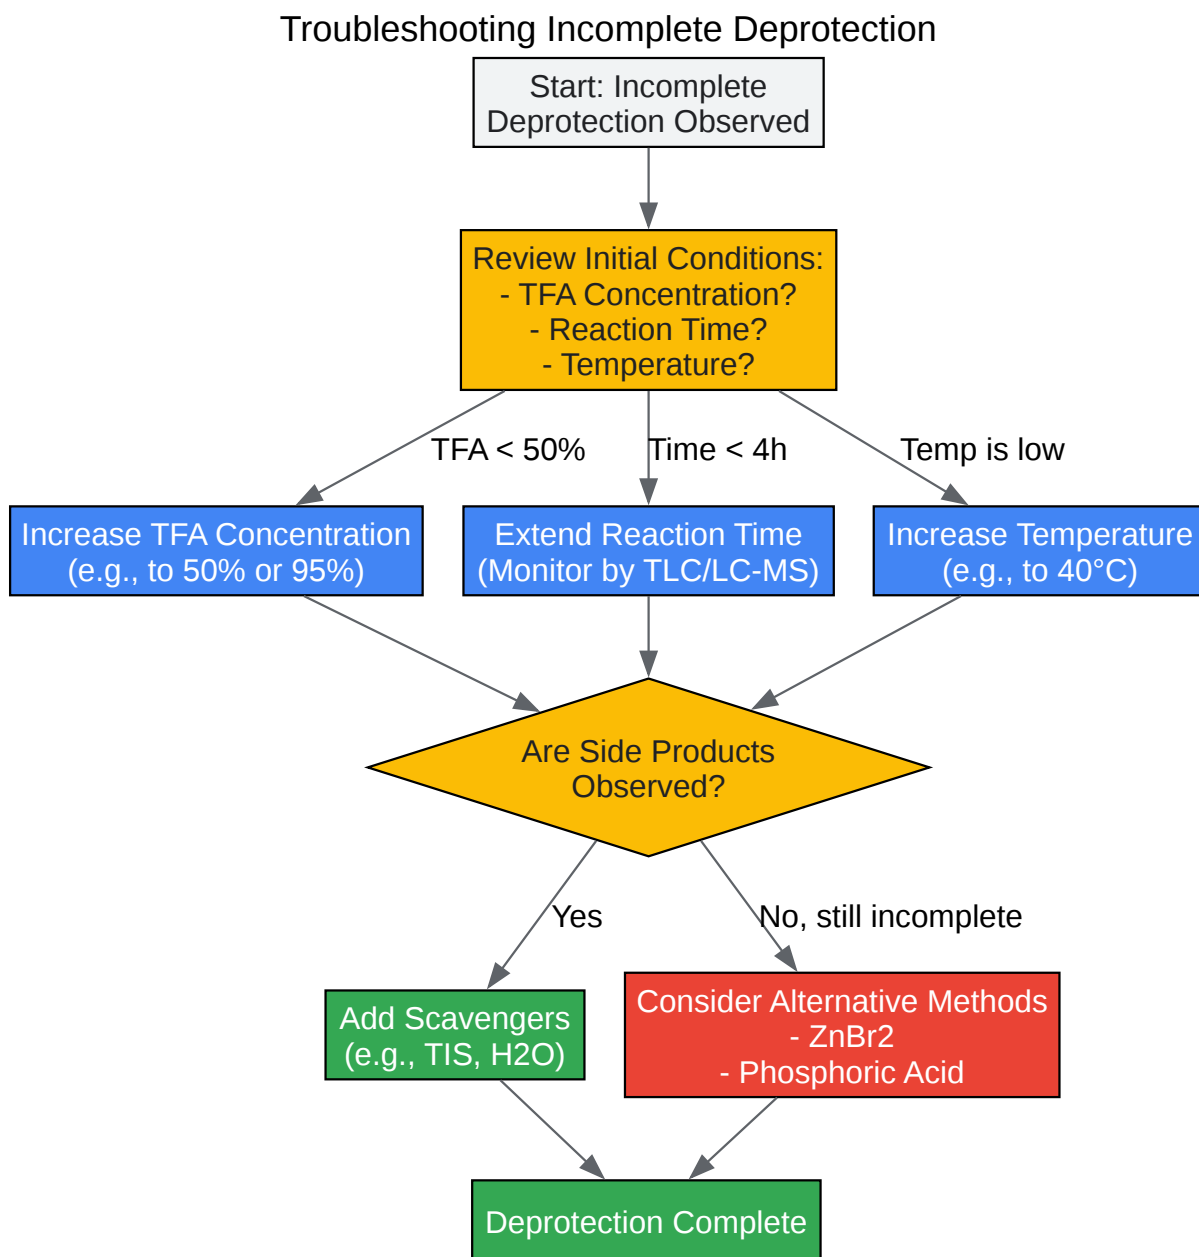 Troubleshooting Incomplete Deprotection
Start: Incomplete
Deprotection Observed
Review Initial Conditions:
- TFA Concentration?
- Reaction Time?
- Temperature?
TFA < 50%
Time < 4h
Temp is low
Increase TFA Concentration
(e.g., to 50% or 95%)
Extend Reaction Time
(Monitor by TLC/LC-MS)
Increase Temperature
(e.g., to 40°C)
Are Side Products
Observed?
Yes
No, still incomplete
Add Scavengers
(e.g., TIS, H2O)
Consider Alternative Methods
- ZnBr2
- Phosphoric Acid
Deprotection Complete